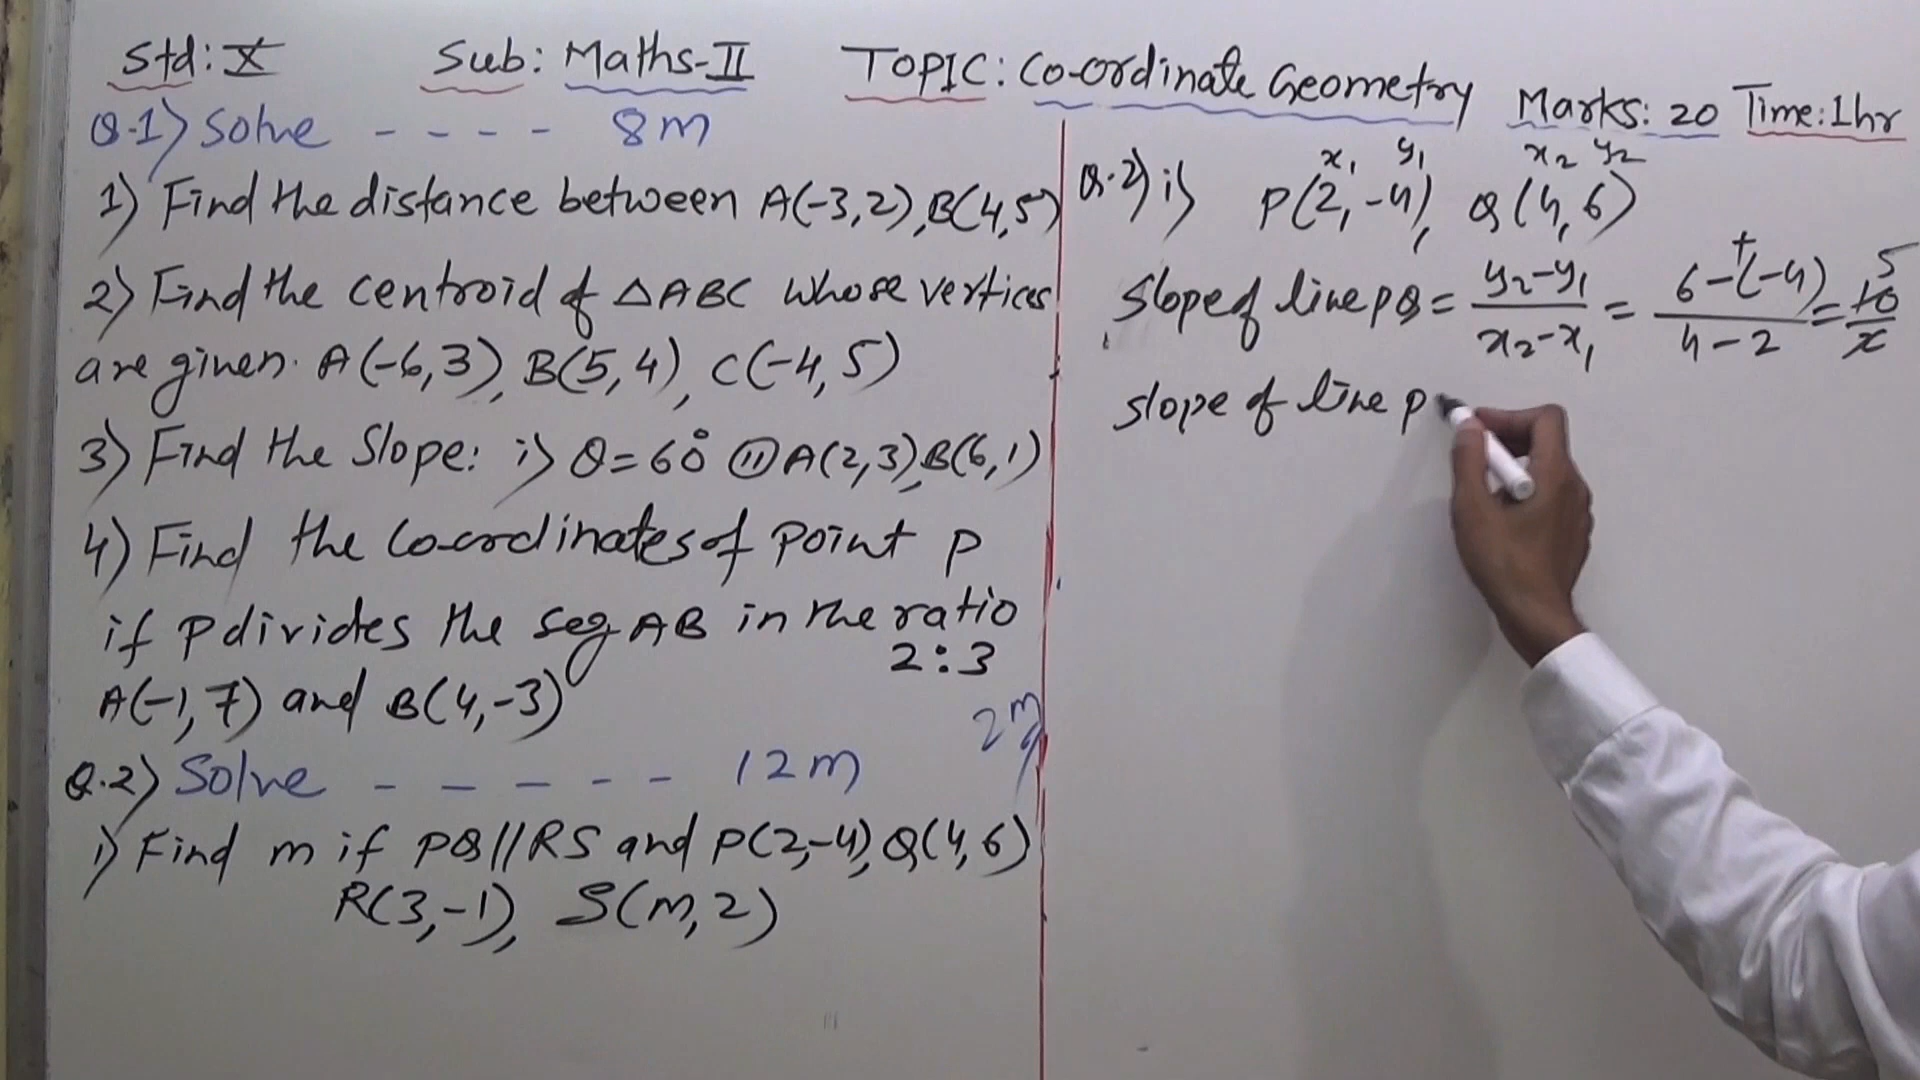 Std: X Sub: Maths-II TOPIC: Co-ordinate Geometry Marks: 20 Time: 1hr
Q.1) Solve - - - - 8m
1) Find the distance between A(-3,2), B(4,5)
2) Find the centroid of △ABC whose vertices
are given. A(-6,3), B(5,4), C(-4,5)
3) Find the Slope: i) θ=60° (ii) A(2,3), B(6,1)
4) Find the Co-ordinates of point P
if P divides the seg AB in the ratio
2:3
A(-1,7) and B(4,-3)
2m
Q.2) Solve - - - - - 12m
i) Find m if PQ//RS and P(2,-4), Q(4,6)
R(3,-1), S(m,2)
x₁ y₁ x₂ y₂
Q.2) i) P(2,-4), Q(4,6)
Slope of line PQ = y₂-y₁/x₂-x₁ = 6-(-4)/4-2 = 10/2
+ 5
slope of line P